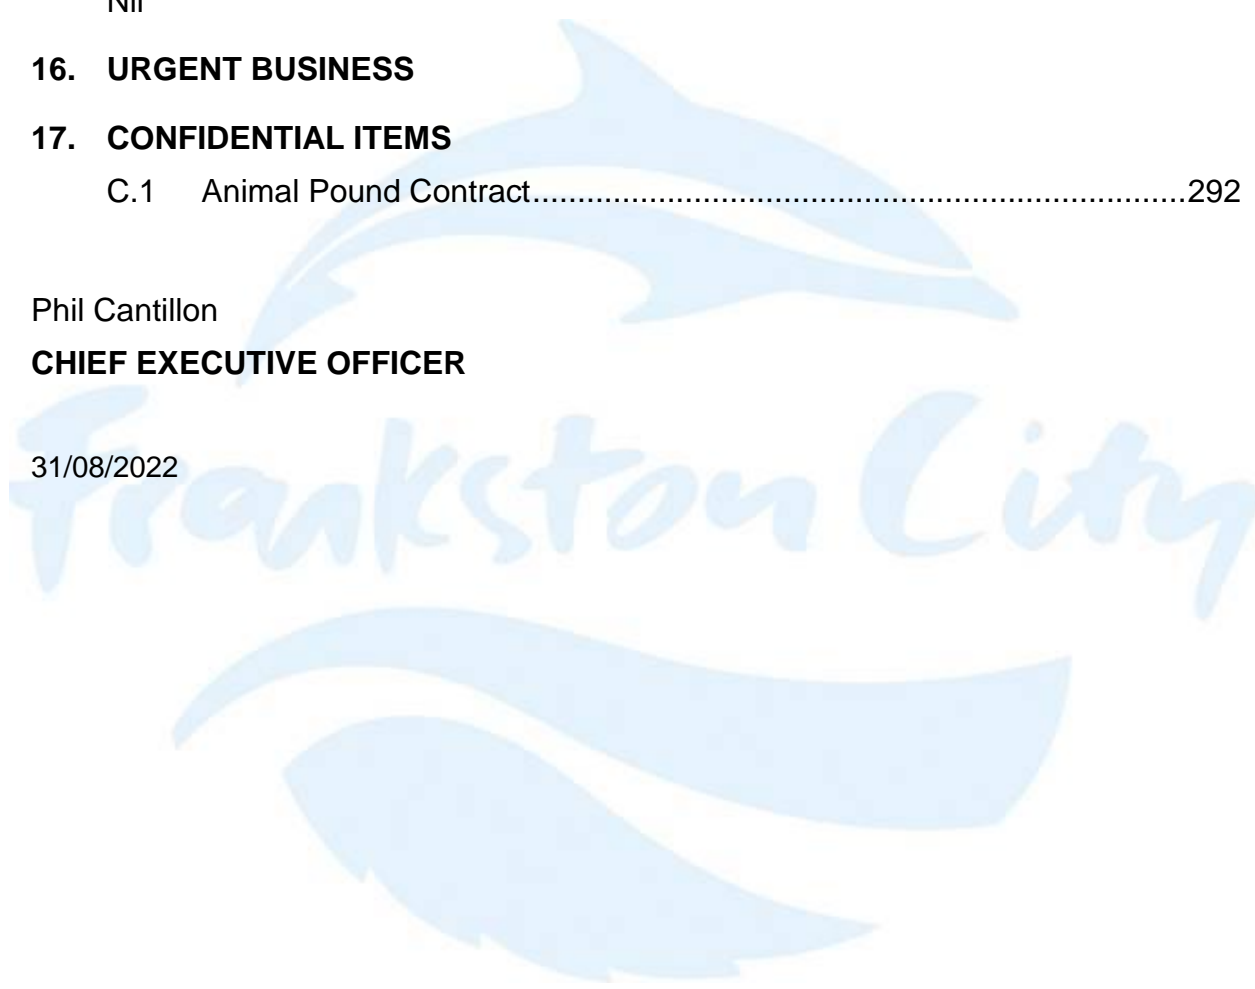 Nil
16. URGENT BUSINESS
17. CONFIDENTIAL ITEMS
C.1 Animal Pound Contract..........................................................................292
Phil Cantillon
CHIEF EXECUTIVE OFFICER
31/08/2022
Frankston City